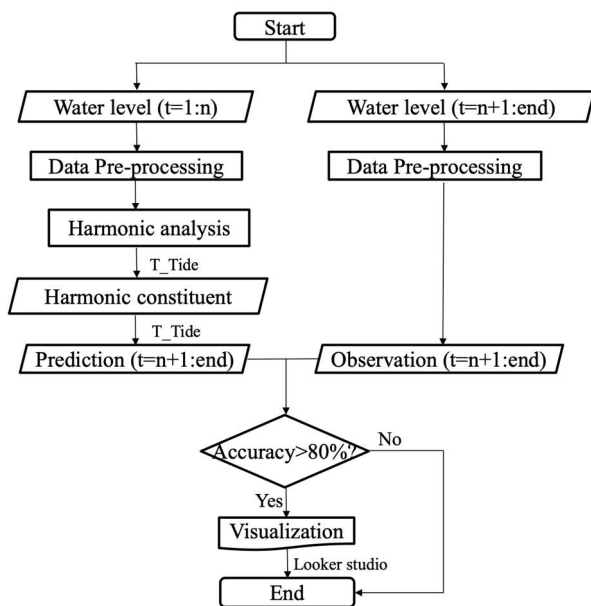 Start
Water level (t=1:n)
Water level (t=n+1:end)
Data Pre-processing
Data Pre-processing
Harmonic analysis
T_Tide
Harmonic constituent
T_Tide
Prediction (t=n+1:end)
Observation (t=n+1:end)
Accuracy>80%?
No
Yes
Visualization
Looker studio
End